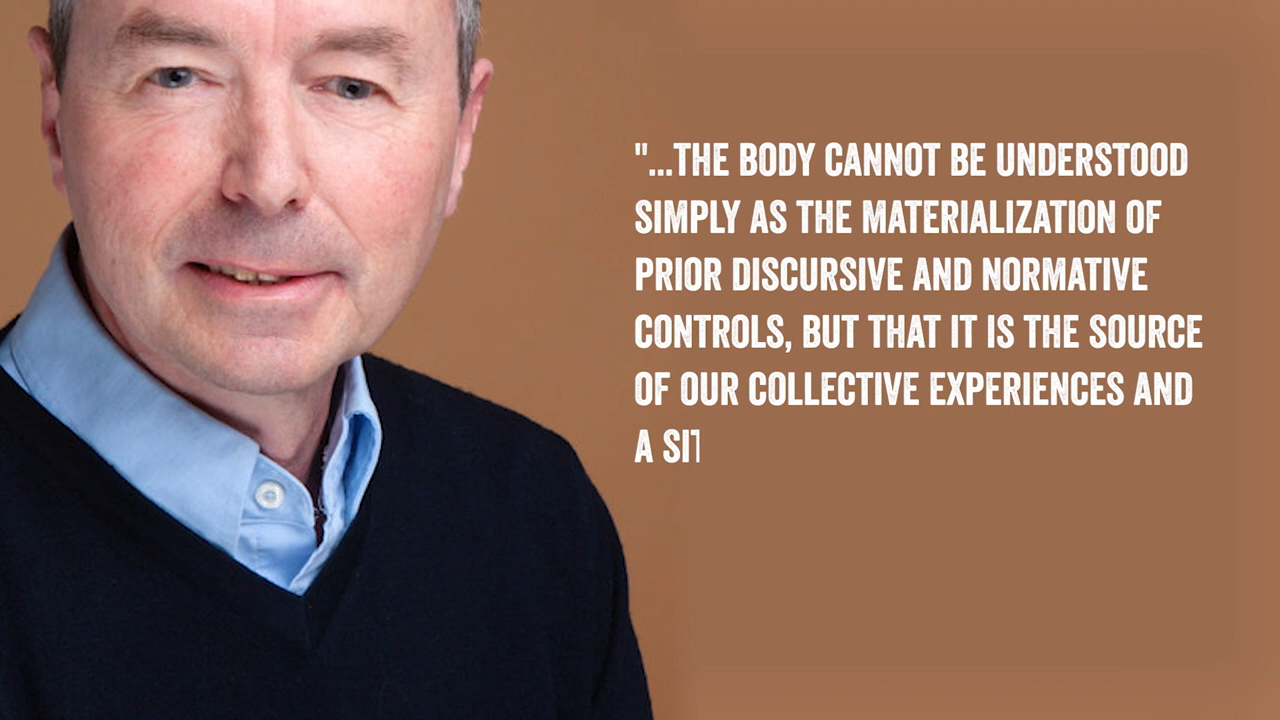 "...THE BODY CANNOT BE UNDERSTOOD
SIMPLY AS THE MATERIALIZATION OF
PRIOR DISCURSIVE AND NORMATIVE
CONTROLS, BUT THAT IT IS THE SOURCE
OF OUR COLLECTIVE EXPERIENCES AND
A